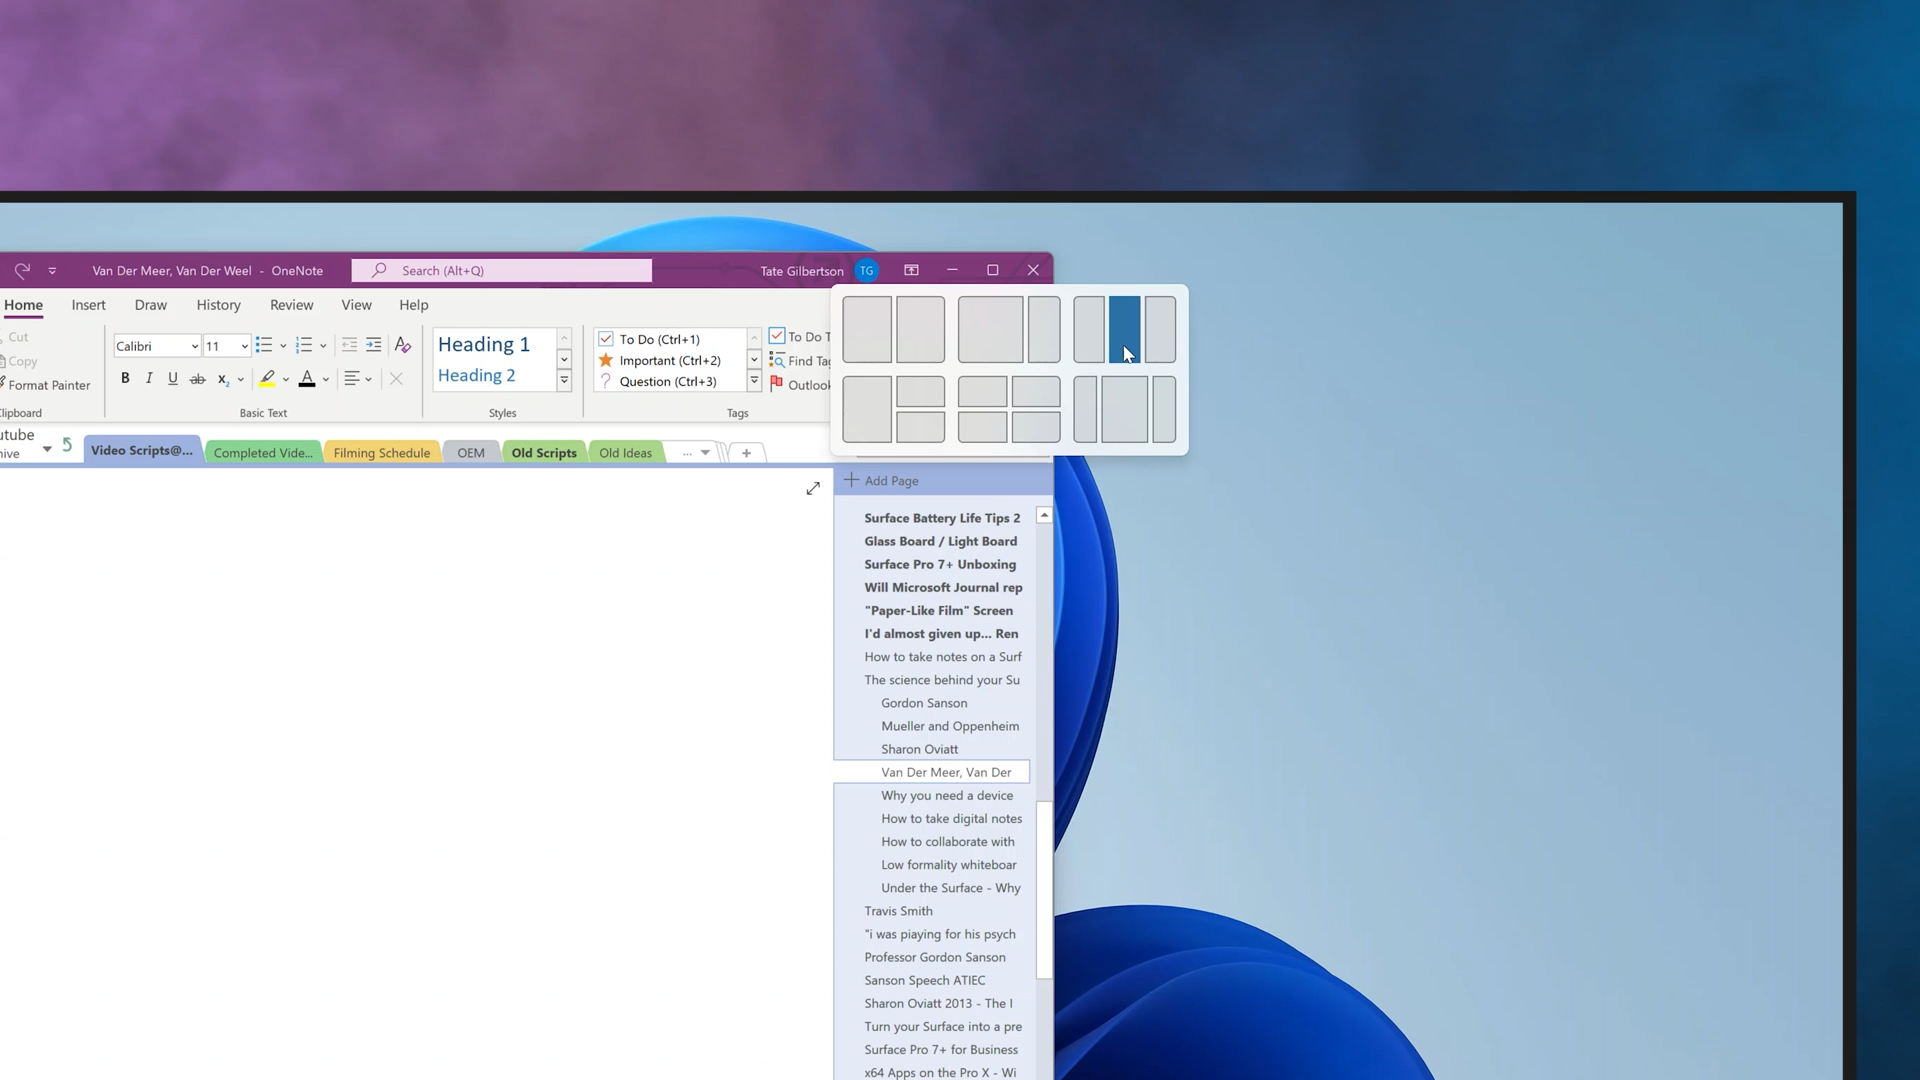 Van Der Meer, Van Der Weel - OneNote
Search (Alt+Q)
Tate Gilbertson TG
Home Insert Draw History Review View Help
Cut
Copy
Format Painter
Calibri 11
B I U ab x₂ A
Heading 1
Heading 2
To Do (Ctrl+1)
Important (Ctrl+2)
Question (Ctrl+3)
To Do T
Find Tag
Outlook
lipboard Basic Text Styles Tags
utube
hive
Video Scripts@... Completed Vide... Filming Schedule OEM Old Scripts Old Ideas ...
Add Page
Surface Battery Life Tips 2
Glass Board / Light Board
Surface Pro 7+ Unboxing
Will Microsoft Journal rep
"Paper-Like Film" Screen
I'd almost given up... Ren
How to take notes on a Surf
The science behind your Su
Gordon Sanson
Mueller and Oppenheim
Sharon Oviatt
Van Der Meer, Van Der
Why you need a device
How to take digital notes
How to collaborate with
Low formality whiteboar
Under the Surface - Why
Travis Smith
"i was piaying for his psych
Professor Gordon Sanson
Sanson Speech ATIEC
Sharon Oviatt 2013 - The I
Turn your Surface into a pre
Surface Pro 7+ for Business
x64 Apps on the Pro X - Wi